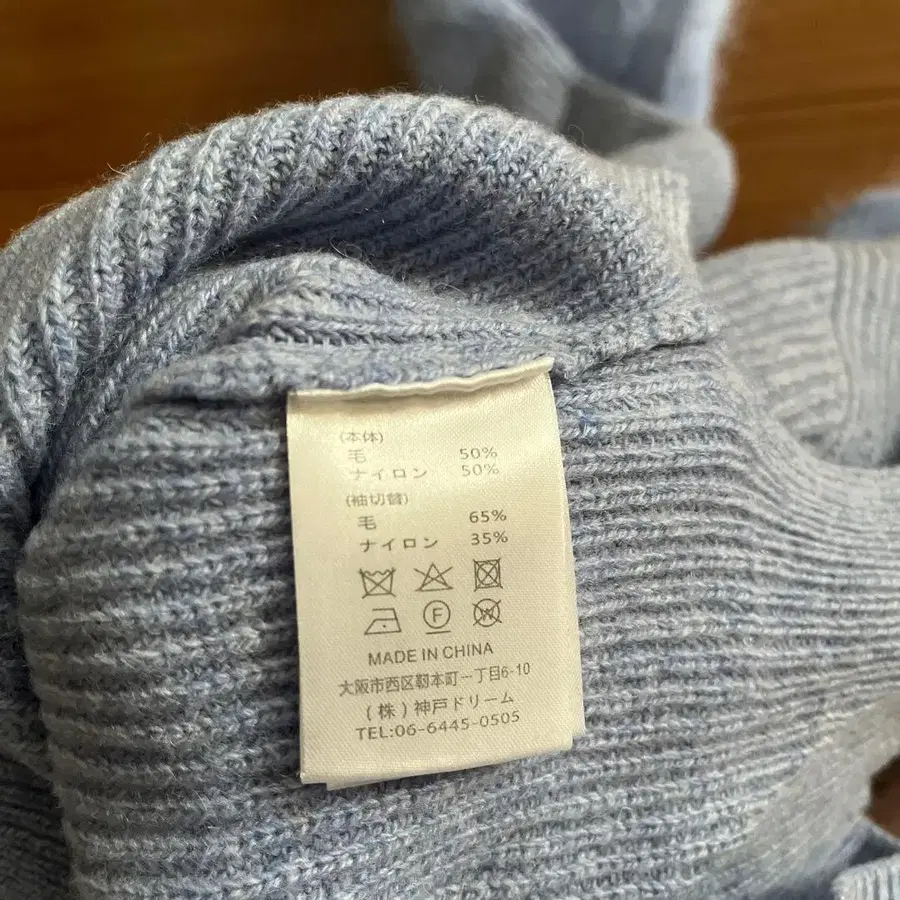 (本体)
毛 50%
ナイロン 50%
(袖切替)
毛 65%
ナイロン 35%
F
W
MADE IN CHINA
大阪市西区靭本町一丁目6-10
(株)神戸ドリーム
TEL:06-6445-0505